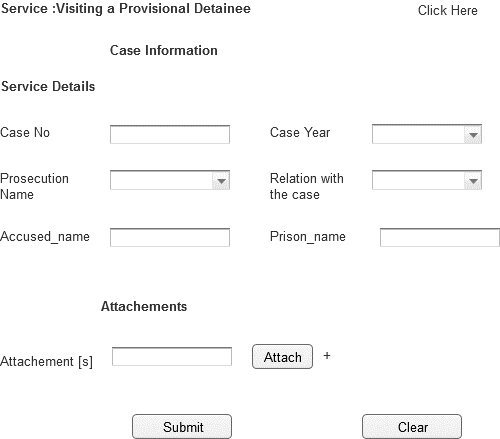 Service :Visiting a Provisional Detainee
Click Here
Case Information
Service Details
Case No
Case Year
Prosecution
Name
Relation with
the case
Accused_name
Prison_name
Attachements
Attachement [s]
Attach
+
Submit
Clear